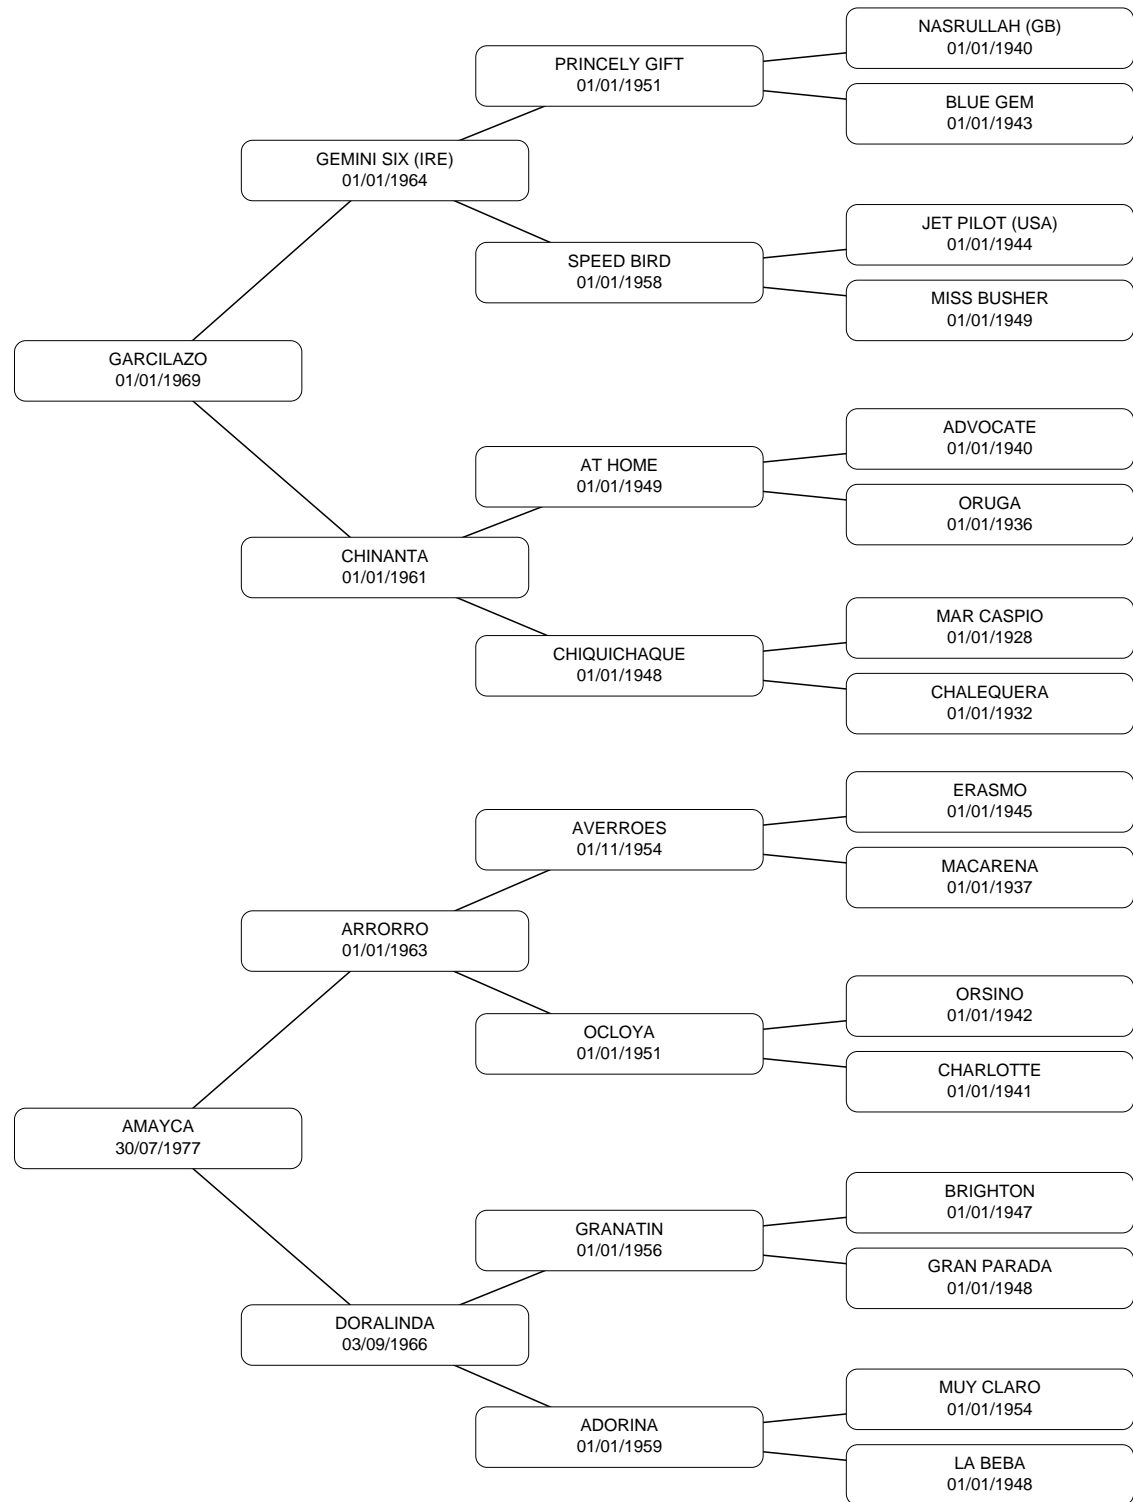 NASRULLAH (GB)
01/01/1940
PRINCELY GIFT
01/01/1951
BLUE GEM
01/01/1943
GEMINI SIX (IRE)
01/01/1964
JET PILOT (USA)
01/01/1944
SPEED BIRD
01/01/1958
MISS BUSHER
01/01/1949
GARCILAZO
01/01/1969
ADVOCATE
01/01/1940
AT HOME
01/01/1949
ORUGA
01/01/1936
CHINANTA
01/01/1961
MAR CASPIO
01/01/1928
CHIQUICHAQUE
01/01/1948
CHALEQUERA
01/01/1932
ERASMO
01/01/1945
AVERROES
01/11/1954
MACARENA
01/01/1937
ARRORRO
01/01/1963
ORSINO
01/01/1942
OCLOYA
01/01/1951
CHARLOTTE
01/01/1941
AMAYCA
30/07/1977
BRIGHTON
01/01/1947
GRANATIN
01/01/1956
GRAN PARADA
01/01/1948
DORALINDA
03/09/1966
MUY CLARO
01/01/1954
ADORINA
01/01/1959
LA BEBA
01/01/1948